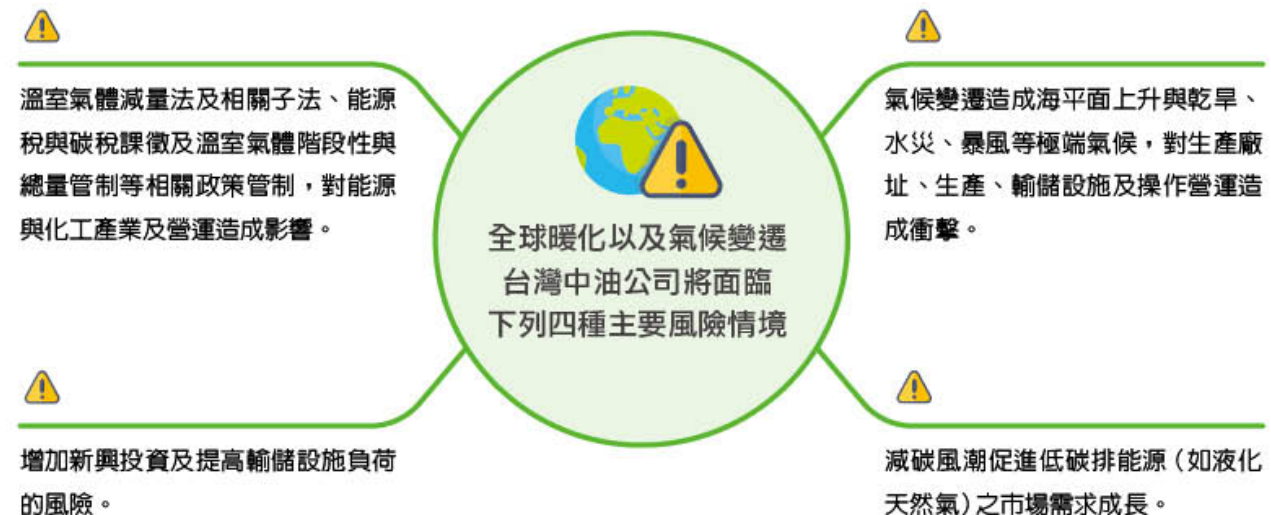 溫室氣體減量法及相關子法、能源
稅與碳稅課徵及溫室氣體階段性與
總量管制等相關政策管制，對能源
與化工產業及營運造成影響。
氣候變遷造成海平面上升與乾旱、
水災、暴風等極端氣候，對生產廠
址、生產、輸儲設施及操作營運造
成衝擊。
全球暖化以及氣候變遷
台灣中油公司將面臨
下列四種主要風險情境
增加新興投資及提高輸儲設施負荷
的風險。
減碳風潮促進低碳排能源（如液化
天然氣）之市場需求成長。